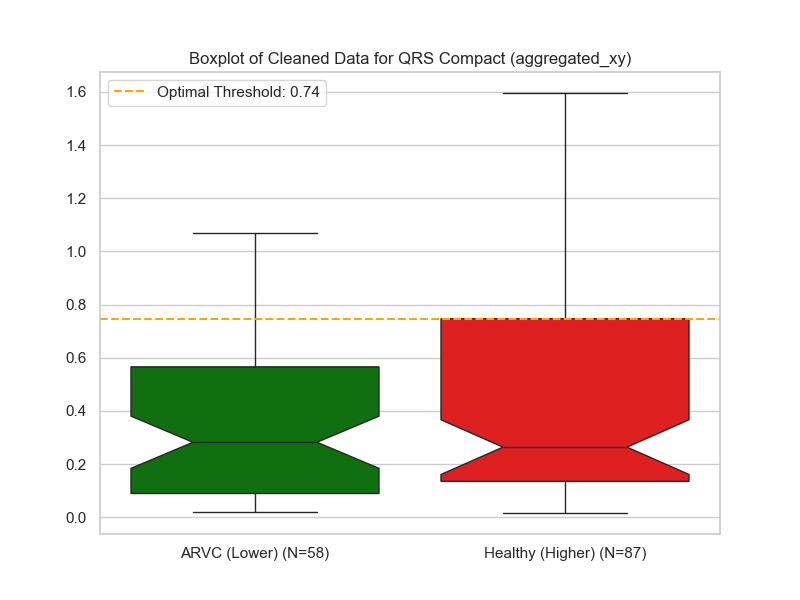 Boxplot of Cleaned Data for QRS Compact (aggregated_xy)
Optimal Threshold: 0.74
1.6
1.4
1.2
1.0
0.8
0.6
0.4
0.2
0.0
ARVC (Lower) (N=58)
Healthy (Higher) (N=87)